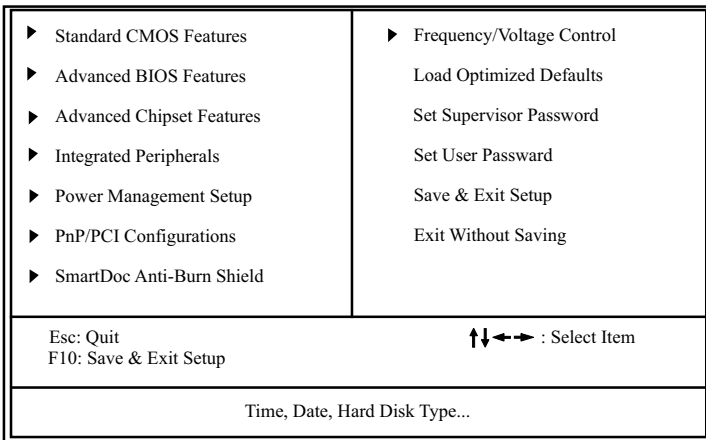 Standard CMOS Features
Advanced BIOS Features
Advanced Chipset Features
Integrated Peripherals
Power Management Setup
PnP/PCI Configurations
SmartDoc Anti-Burn Shield
Frequency/Voltage Control
Load Optimized Defaults
Set Supervisor Password
Set User Passward
Save & Exit Setup
Exit Without Saving
Esc: Quit
F10: Save & Exit Setup
: Select Item
Time, Date, Hard Disk Type...